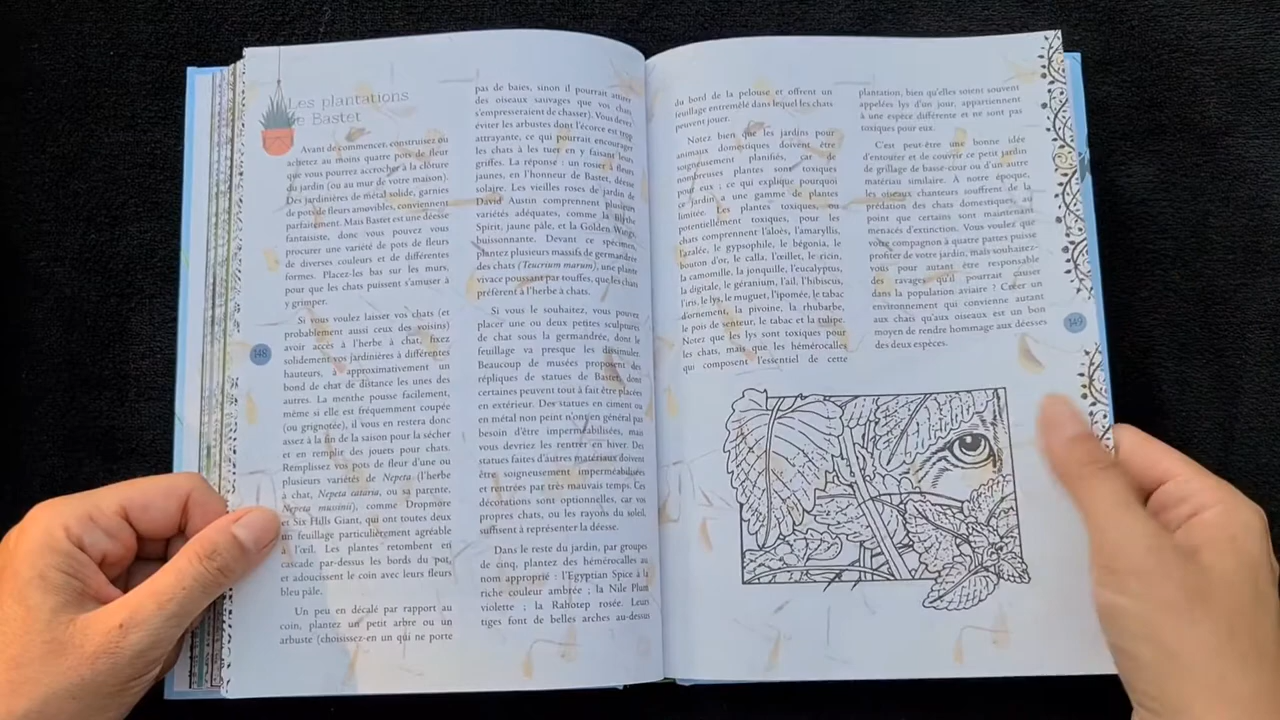 Les plantations
de Bastet
Avant de commencer, construisez ou
achetez au moins quatre pots de fleur
que vous pourrez accrocher à la clôture
du jardin (ou au mur de votre maison).
Des jardinières de métal solide, garnies
de pots de fleurs amovibles, conviennent
parfaitement. Mais Bastet est une déesse
fantaisiste, donc vous pouvez vous
procurer une variété de pots de fleurs
de diverses couleurs et de différentes
formes. Placez-les bas sur les murs,
pour que les chats puissent s'amuser à
y grimper.
Si vous voulez laisser vos chats (et
probablement aussi ceux des voisins)
avoir accès à l'herbe à chat, fixez
solidement vos jardinières à différentes
hauteurs, à approximativement un
bond de chat de distance les unes des
autres. La menthe pousse facilement,
même si elle est fréquemment coupée
(ou grignotée), il vous en restera donc
assez à la fin de la saison pour la sécher
et en remplir des jouets pour chats.
Remplissez vos pots de fleur d'une ou
plusieurs variétés de Nepeta (l'herbe
à chat, Nepeta cataria, ou sa parente,
Nepeta mussinii), comme Dropmore
et Six Hills Giant, qui ont toutes deux
un feuillage particulièrement agréable
à l'œil. Les plantes retombent en
cascade par-dessus les bords du pot,
et adoucissent le coin avec leurs fleurs
bleu pâle.
Un peu en décalé par rapport au
coin, plantez un petit arbre ou un
arbuste (choisissez-en un qui ne porte
pas de baies, sinon il pourrait attirer
des oiseaux sauvages que vos chats
s'empresseraient de chasser). Vous devez
éviter les arbustes dont l'écorce est trop
attrayante, ce qui pourrait encourager
les chats à les tuer en y faisant leurs
griffes. La réponse : un rosier à fleurs
jaunes, en l'honneur de Bastet, déesse
solaire. Les vieilles roses de jardin de
David Austin comprennent plusieurs
variétés adéquates, comme la Blythe
Spirit, jaune pâle, et la Golden Wings,
buissonnante. Devant ce spécimen,
plantez plusieurs massifs de germandrée
des chats (Teucrium marum), une plante
vivace poussant par touffes, que les chats
préfèrent à l'herbe à chats.
Si vous le souhaitez, vous pouvez
placer une ou deux petites sculptures
de chat sous la germandrée, dont le
feuillage va presque les dissimuler.
Beaucoup de musées proposent des
répliques de statues de Bastet, dont
certaines peuvent tout à fait être placées
en extérieur. Des statues en ciment ou
en métal non peint n'ont en général pas
besoin d'être imperméabilisées, mais
vous devriez les rentrer en hiver. Des
statues faites d'autres matériaux doivent
être soigneusement imperméabilisées
et rentrées par très mauvais temps. Ces
décorations sont optionnelles, car vos
propres chats, ou les rayons du soleil,
suffisent à représenter la déesse.
Dans le reste du jardin, par groupes
de cinq, plantez des hémérocalles au
nom approprié : l'Egyptian Spice à la
riche couleur ambrée ; la Nile Plum
violette ; la Rahotep rosée. Leurs
tiges font de belles arches au-dessus
148
du bord de la pelouse et offrent un
feuillage entremêlé dans lequel les chats
peuvent jouer.
Notez bien que les jardins pour
animaux domestiques doivent être
soigneusement planifiés, car de
nombreuses plantes sont toxiques
pour eux ; ce qui explique pourquoi
ce jardin a une gamme de plantes
limitée. Les plantes toxiques, ou
potentiellement toxiques, pour les
chats comprennent l'aloès, l'amaryllis,
l'azalée, le gypsophile, le bégonia, le
bouton d'or, le calla, l'œillet, le ricin,
la camomille, la jonquille, l'eucalyptus,
la digitale, le géranium, l'ail, l'hibiscus,
l'iris, le lys, le muguet, l'ipomée, le tabac
d'ornement, la pivoine, la rhubarbe,
le pois de senteur, le tabac et la tulipe.
Notez que les lys sont toxiques pour
les chats, mais que les hémérocalles
qui composent l'essentiel de cette
plantation, bien qu'elles soient souvent
appelées lys d'un jour, appartiennent
à une espèce différente et ne sont pas
toxiques pour eux.
C'est peut-être une bonne idée
d'entourer et de couvrir ce petit jardin
de grillage de basse-cour ou d'un autre
matériau similaire. À notre époque,
les oiseaux chanteurs souffrent de la
prédation des chats domestiques, au
point que certains sont maintenant
menacés d'extinction. Vous voulez que
votre compagnon à quatre pattes puisse
profiter de votre jardin, mais souhaitez-
vous pour autant être responsable
des ravages qu'il pourrait causer
dans la population aviaire ? Créer un
environnement qui convienne autant
aux chats qu'aux oiseaux est un bon
moyen de rendre hommage aux déesses
des deux espèces.
149